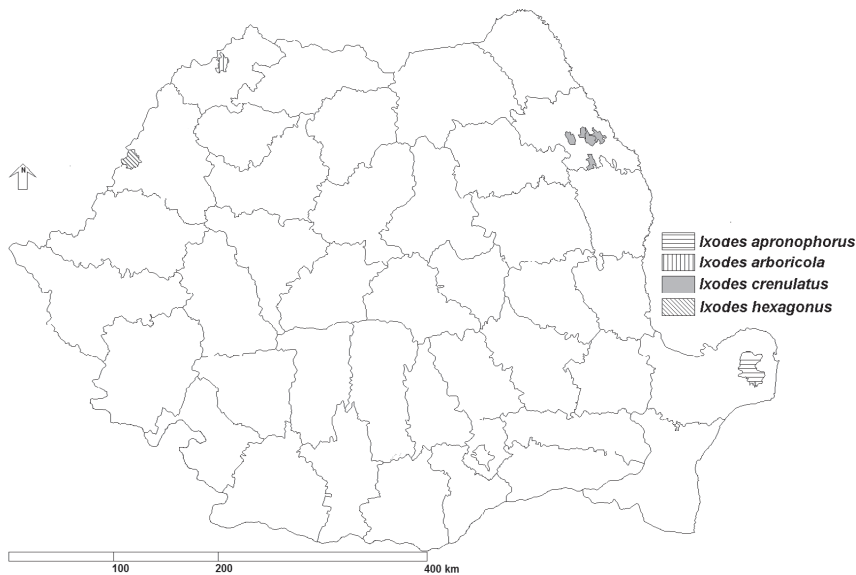 N
Ixodes apronophorus
Ixodes arboricola
Ixodes crenulatus
Ixodes hexagonus
100 200 400 km